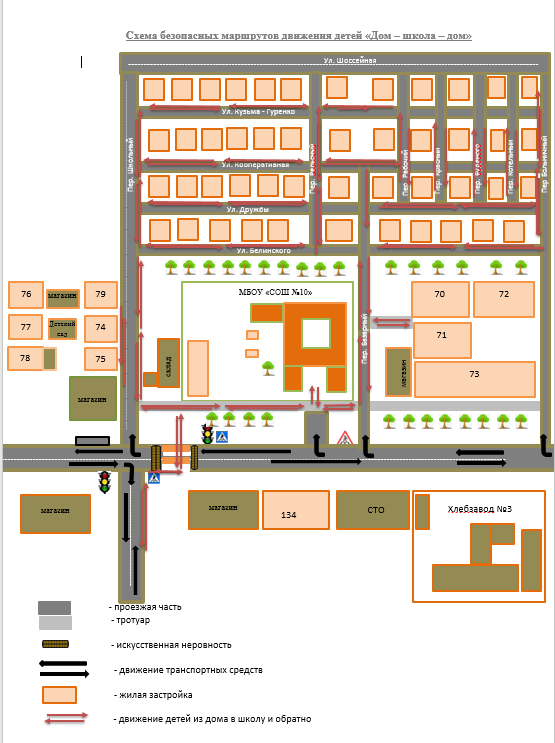 Схема безопасных маршрутов движения детей «Дом – школа – дом»
Ул. Шоссейная
Ул. Кузьма - Гуренко
Пер. Школьный
Ул. Кооперативная
Ул. Дружбы
Ул. Белинского
Пер. Красный
Пер. Котельный
Пер. Больничный
Пер. Базарный
МБОУ «СОШ №10»
76
магазин
79
77
Детский сад
74
78
75
магазин
склад
70
72
71
магазин
73
магазин
магазин
134
СТО
Хлебзавод №3
- проезжая часть
- тротуар
- искусственная неровность
- движение транспортных средств
- жилая застройка
- движение детей из дома в школу и обратно